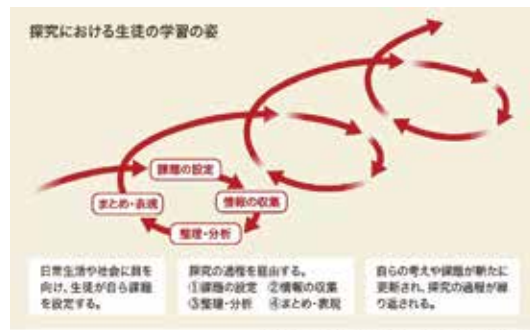 探究における生徒の学習の姿
課題の設定
まとめ・表現
情報の収集
整理・分析
日常生活や社会に目を
向け、生徒が自ら課題
を設定する。
探究の過程を経由する。
①課題の設定 ②情報の収集
③整理・分析 ④まとめ・表現
自らの考えや課題が新たに
更新され、探究の過程が繰
り返される。